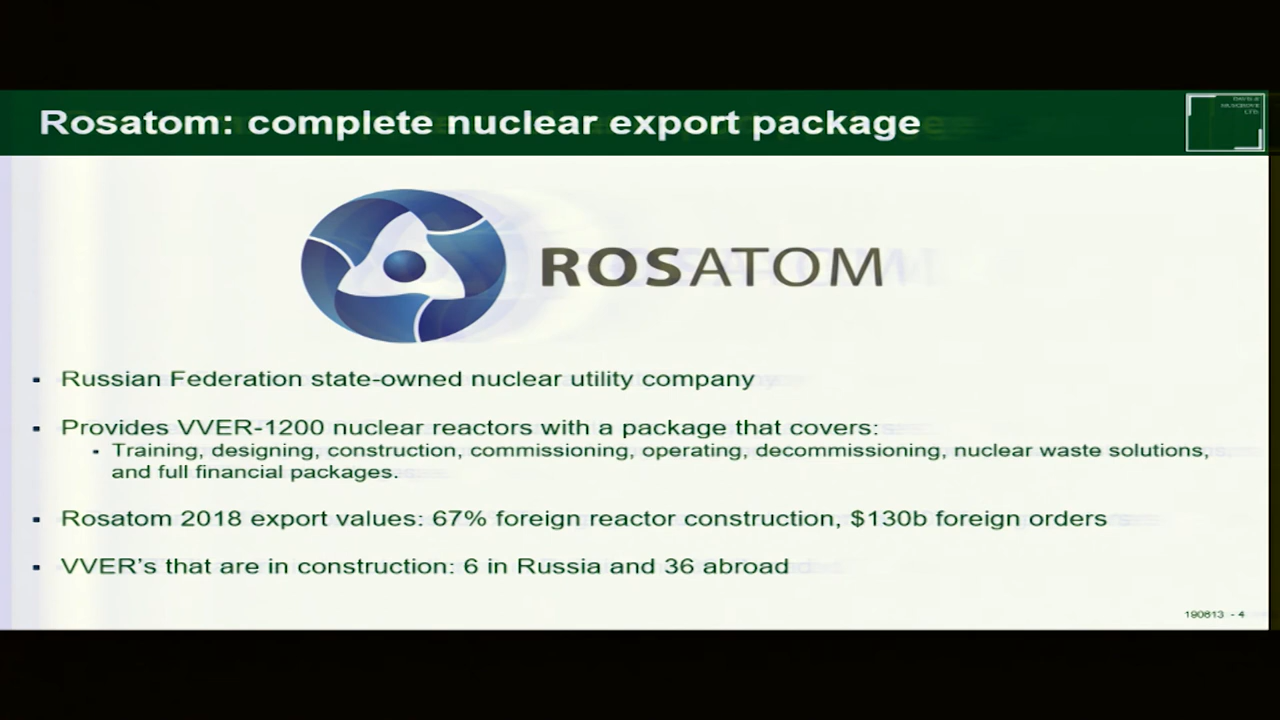 Rosatom: complete nuclear export package
DAVIS &
MUSGROVE
LTD.
ROSATOM
▪ Russian Federation state-owned nuclear utility company
▪ Provides VVER-1200 nuclear reactors with a package that covers:
▪ Training, designing, construction, commissioning, operating, decommissioning, nuclear waste solutions,
and full financial packages.
▪ Rosatom 2018 export values: 67% foreign reactor construction, $130b foreign orders
▪ VVER's that are in construction: 6 in Russia and 36 abroad
190613 - 4